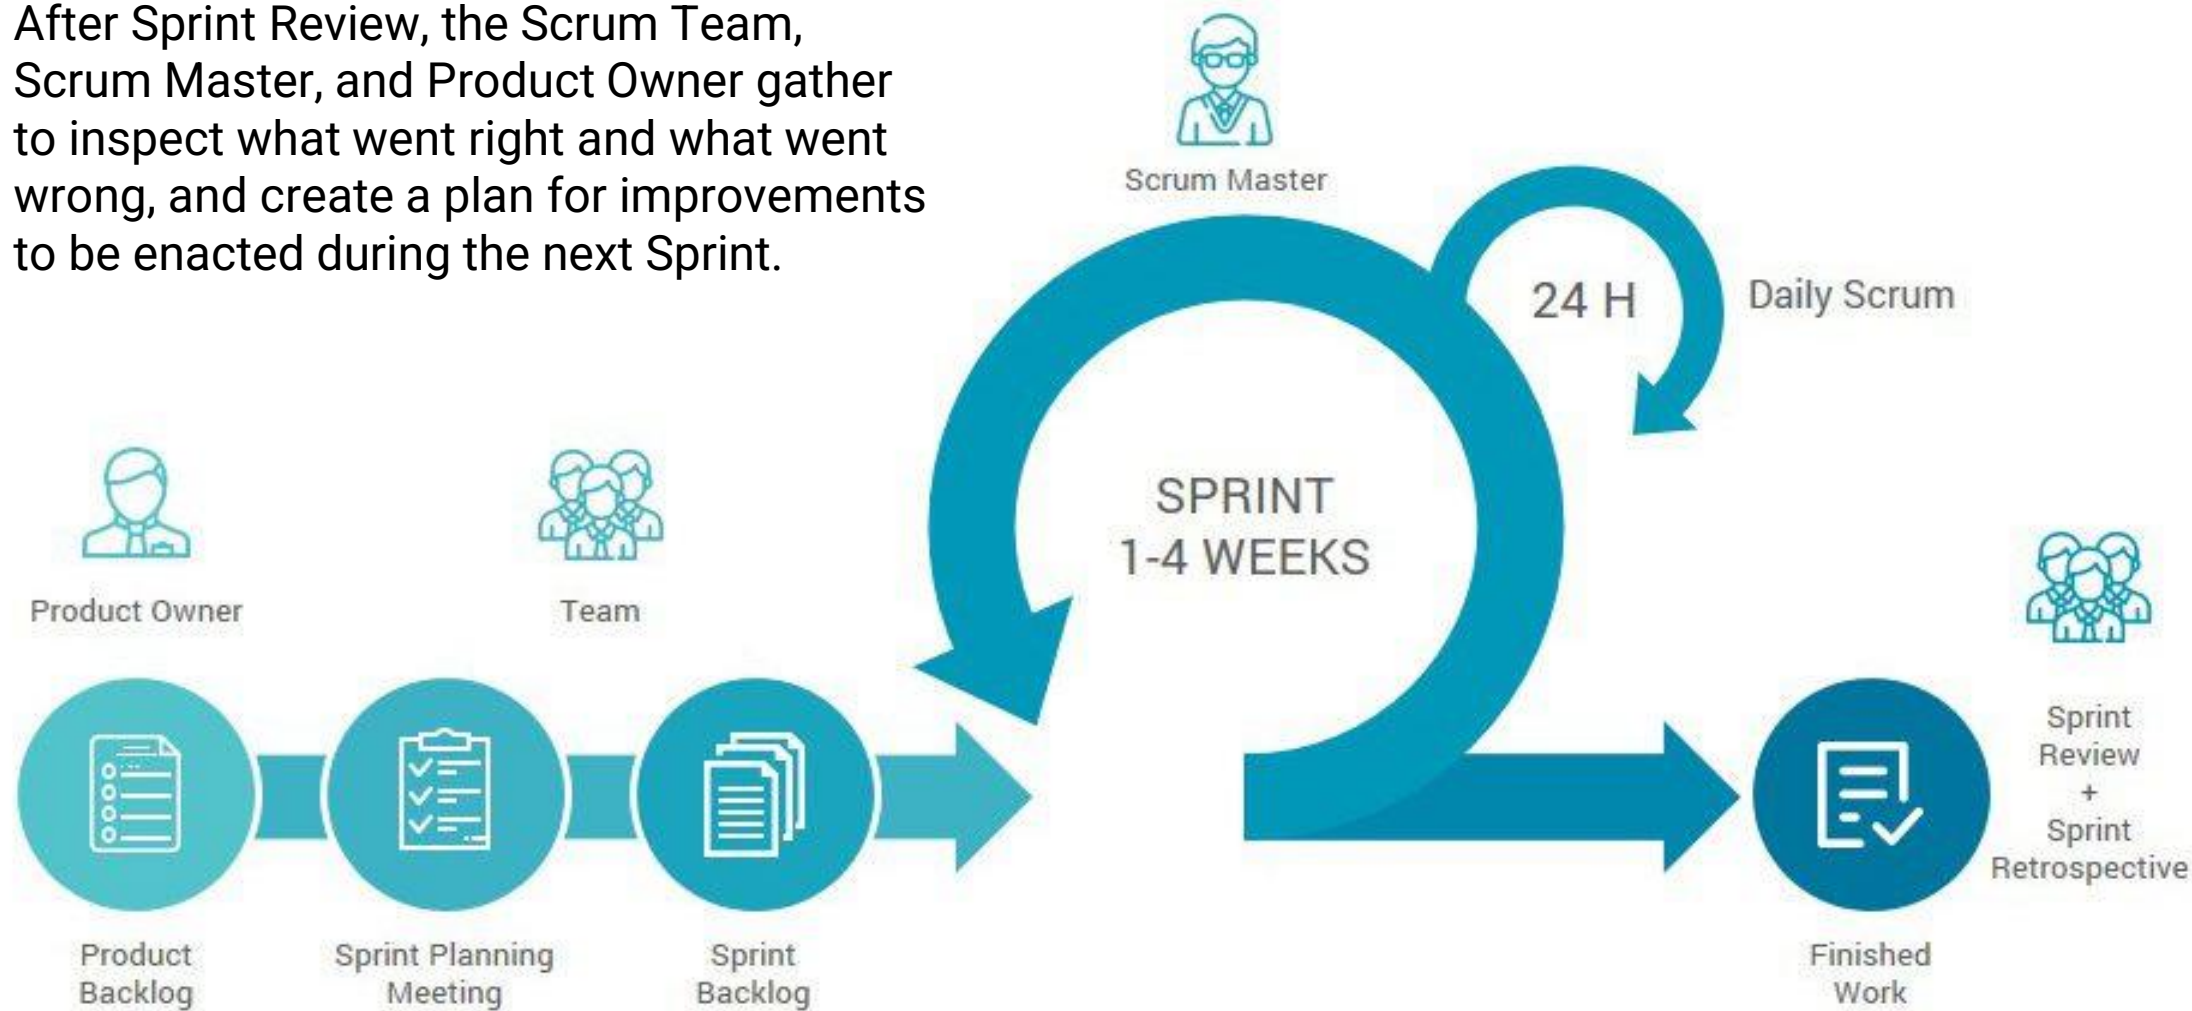 After Sprint Review, the Scrum Team,
Scrum Master, and Product Owner gather
to inspect what went right and what went
wrong, and create a plan for improvements
to be enacted during the next Sprint.
Scrum Master
24 H
Daily Scrum
SPRINT
1-4 WEEKS
Product Owner
Team
Sprint
Review
+
Sprint
Retrospective
Product
Backlog
Sprint Planning
Meeting
Sprint
Backlog
Finished
Work